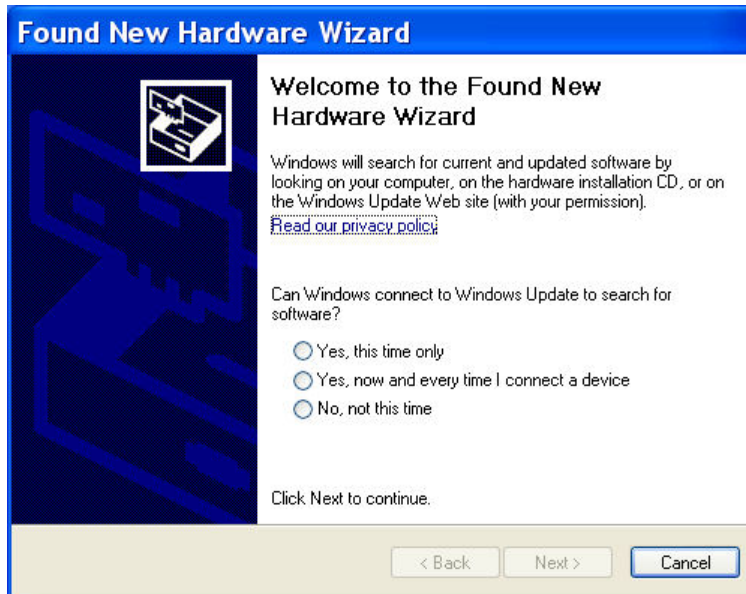 Found New Hardware Wizard
Welcome to the Found New
Hardware Wizard
Windows will search for current and updated software by
looking on your computer, on the hardware installation CD, or on
the Windows Update Web site (with your permission).
Read our privacy policy
Can Windows connect to Windows Update to search for
software?
Yes, this time only
Yes, now and every time I connect a device
No, not this time
Click Next to continue.
< Back
Next >
Cancel